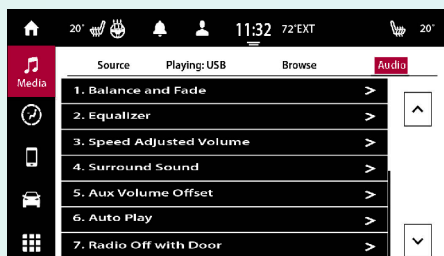 20° 11:32 72°EXT 20°
Source Playing: USB Browse Audio
Media
1. Balance and Fade >
2. Equalizer >
3. Speed Adjusted Volume >
4. Surround Sound >
5. Aux Volume Offset >
6. Auto Play >
7. Radio Off with Door >